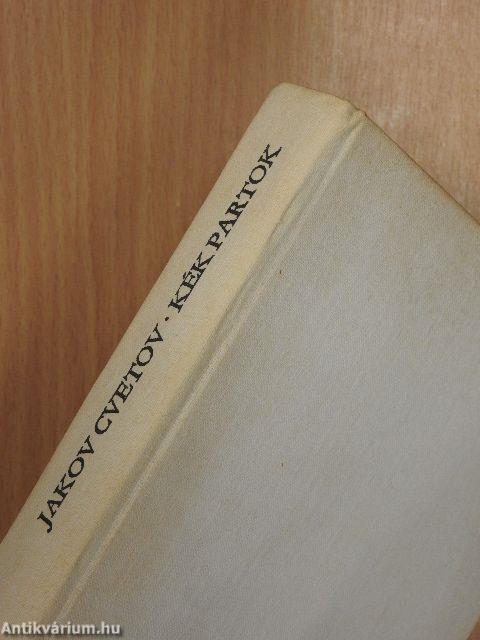 JAKOV CVETOV · KÉK PARTOK
Antikvárium.hu